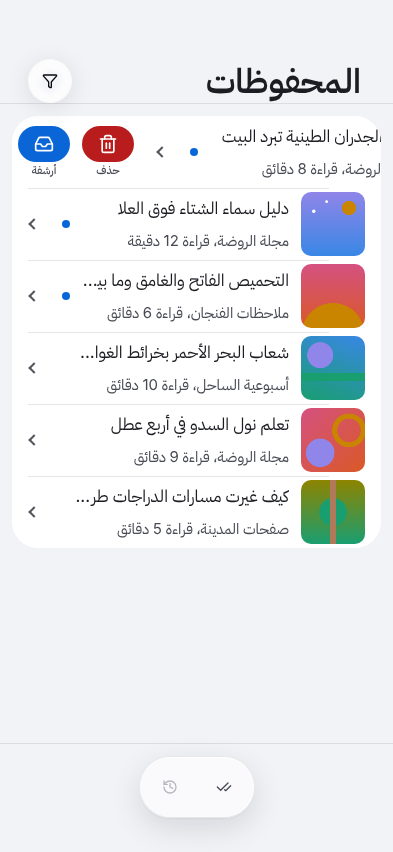 المحفوظات
الجدران الطينية تبرد البيت
الروضة، قراءة 8 دقائق
حذف
أرشفة
دليل سماء الشتاء فوق العلا
مجلة الروضة، قراءة 12 دقيقة
التحميص الفاتح والغامق وما بيـ...
ملاحظات الفنجان، قراءة 6 دقائق
شعاب البحر الأحمر بخرائط الغوا...
أسبوعية الساحل، قراءة 10 دقائق
تعلم نول السدو في أربع عطل
مجلة الروضة، قراءة 9 دقائق
كيف غيرت مسارات الدراجات طر...
صفحات المدينة، قراءة 5 دقائق